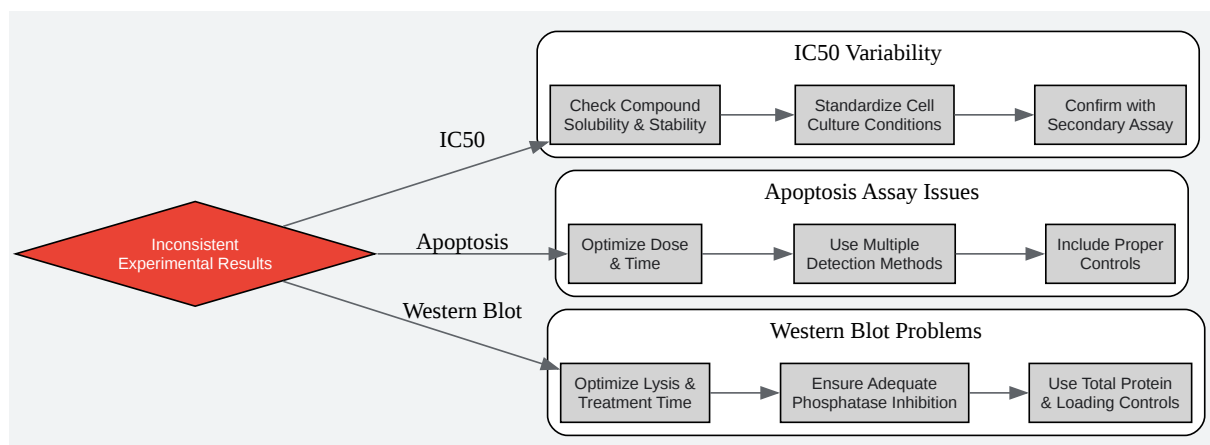 Inconsistent
Experimental Results
IC50
Apoptosis
Western Blot
IC50 Variability
Check Compound
Solubility & Stability
Standardize Cell
Culture Conditions
Confirm with
Secondary Assay
Apoptosis Assay Issues
Optimize Dose
& Time
Use Multiple
Detection Methods
Include Proper
Controls
Western Blot Problems
Optimize Lysis &
Treatment Time
Ensure Adequate
Phosphatase Inhibition
Use Total Protein
& Loading Controls